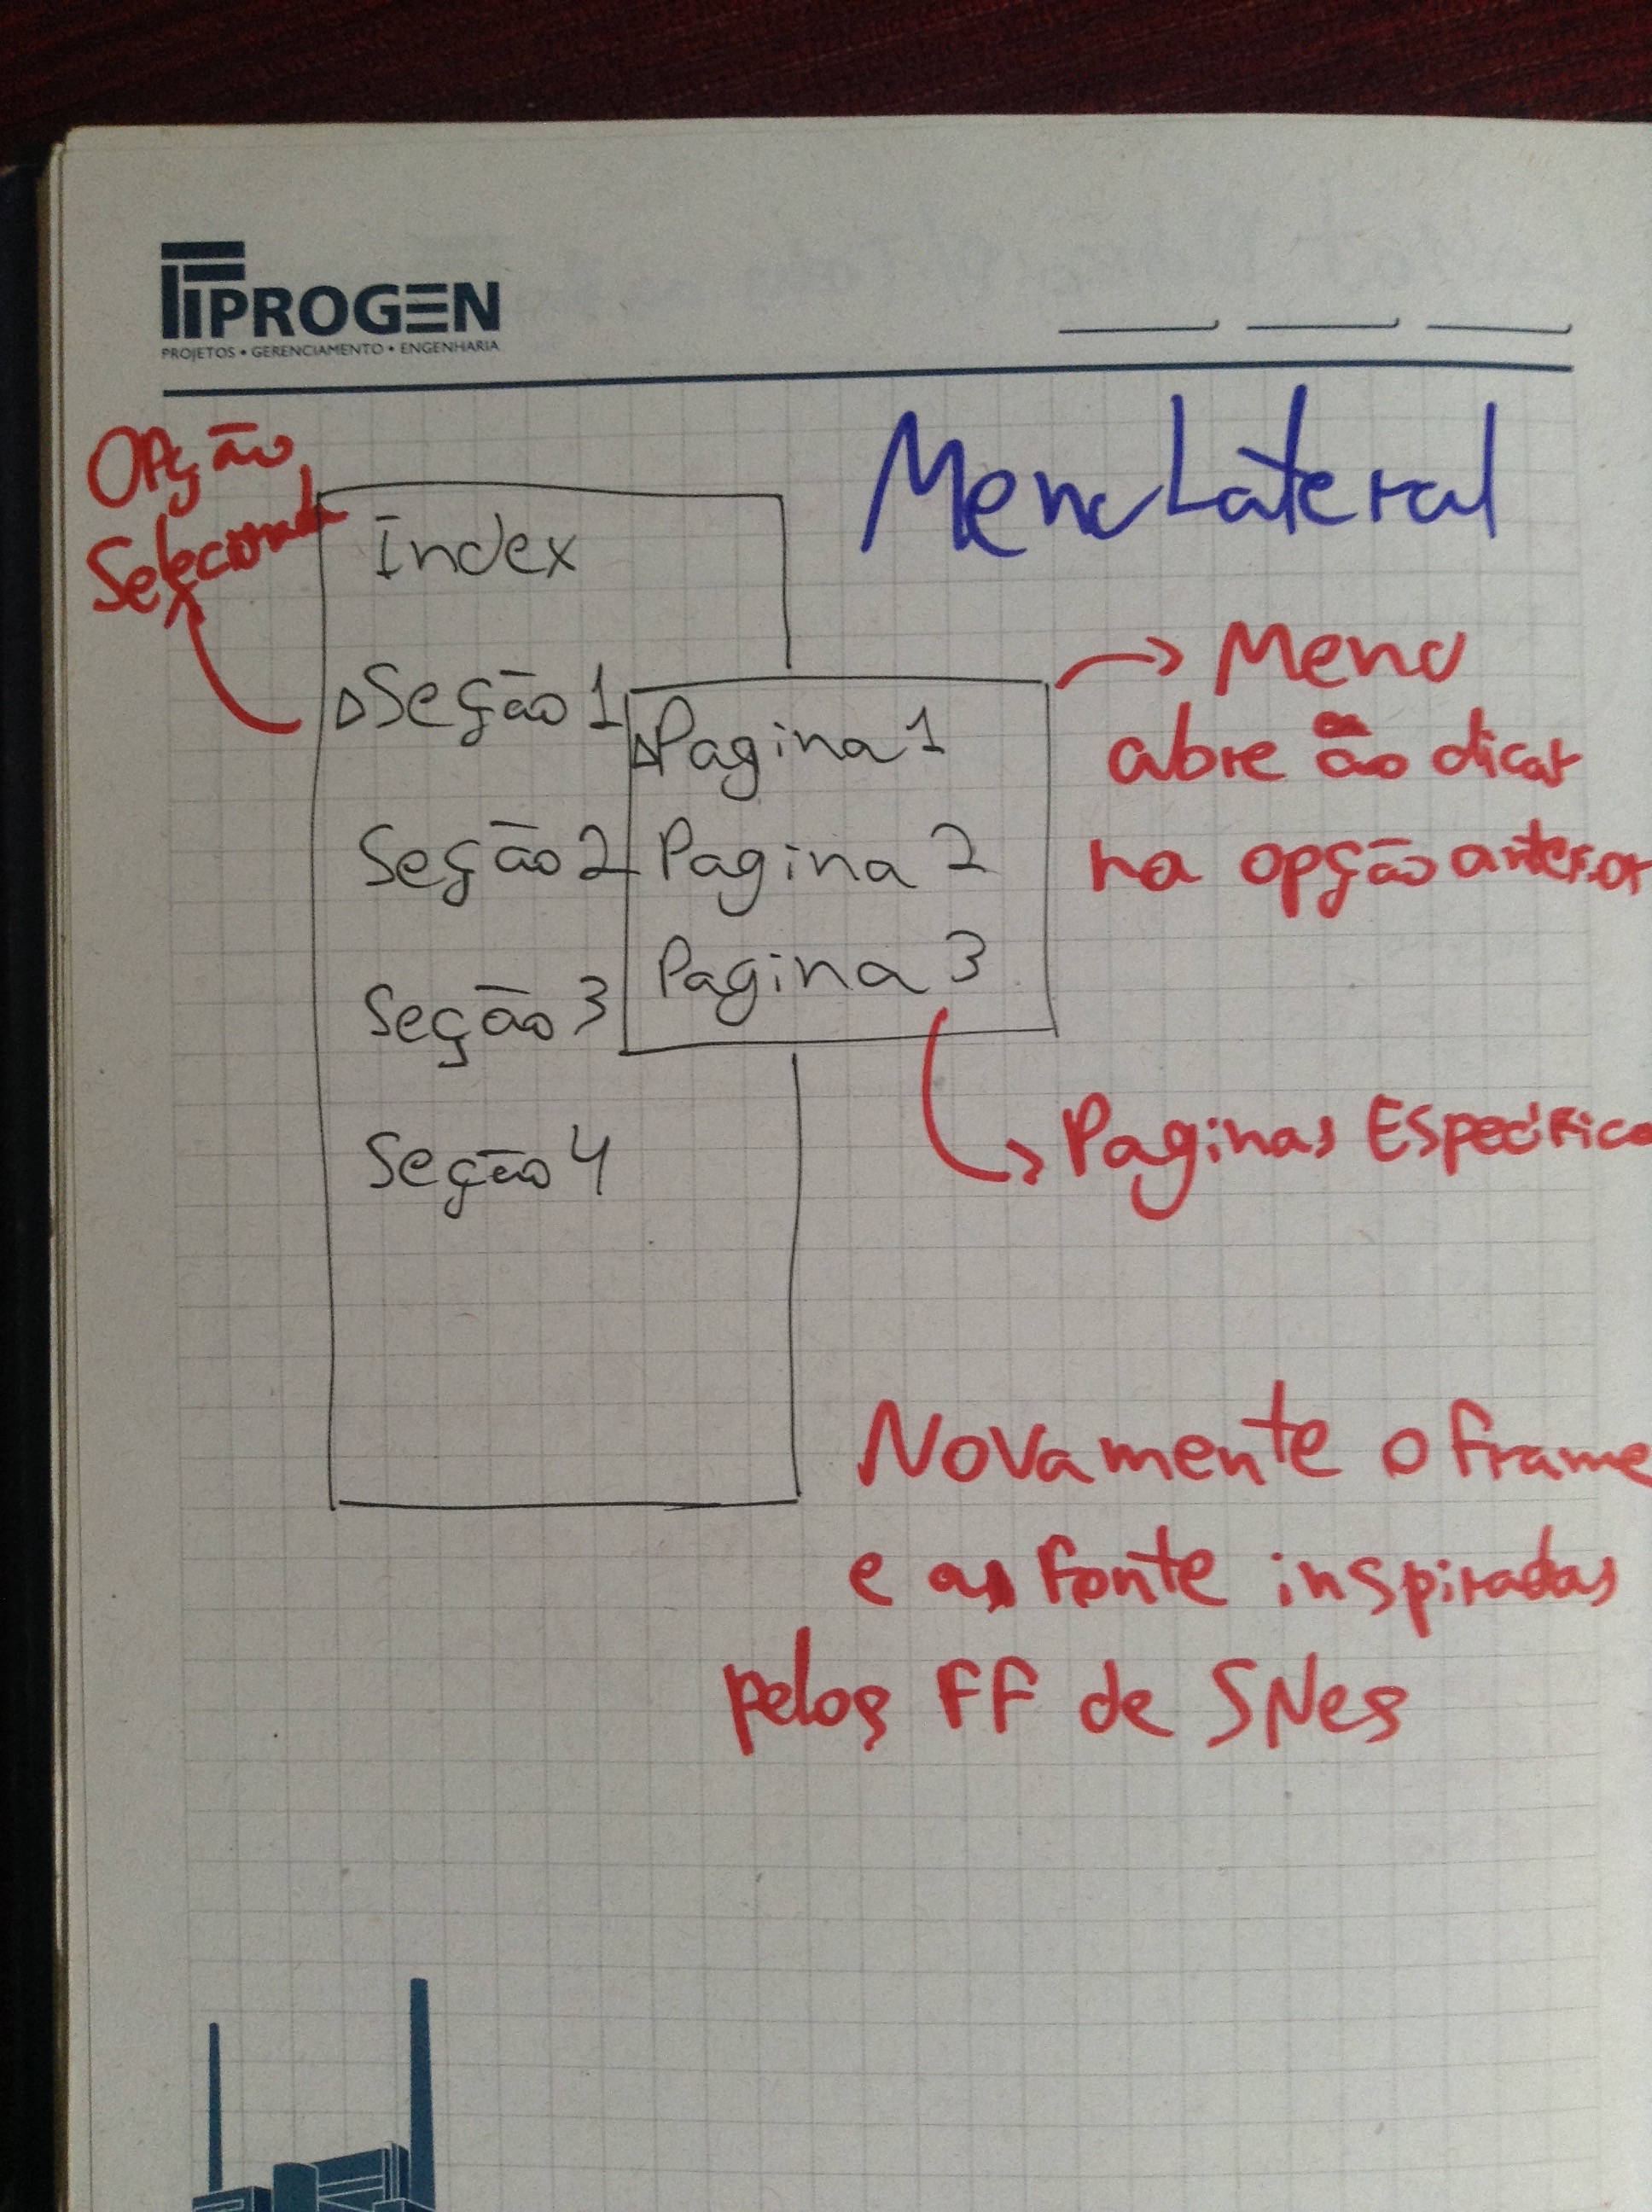 PROGEN
PROJETOS • GERENCIAMENTO • ENGENHARIA
Menu Lateral
Opção
Selecionada
Index
Seção 1
Seção 2
Seção 3
Seção 4
Pagina 1
Pagina 2
Pagina 3
Menu
abre ão clicar
na opção anterior
Paginas Específica
Novamente o frame
e as fonte inspiradas
pelos FF de SNes